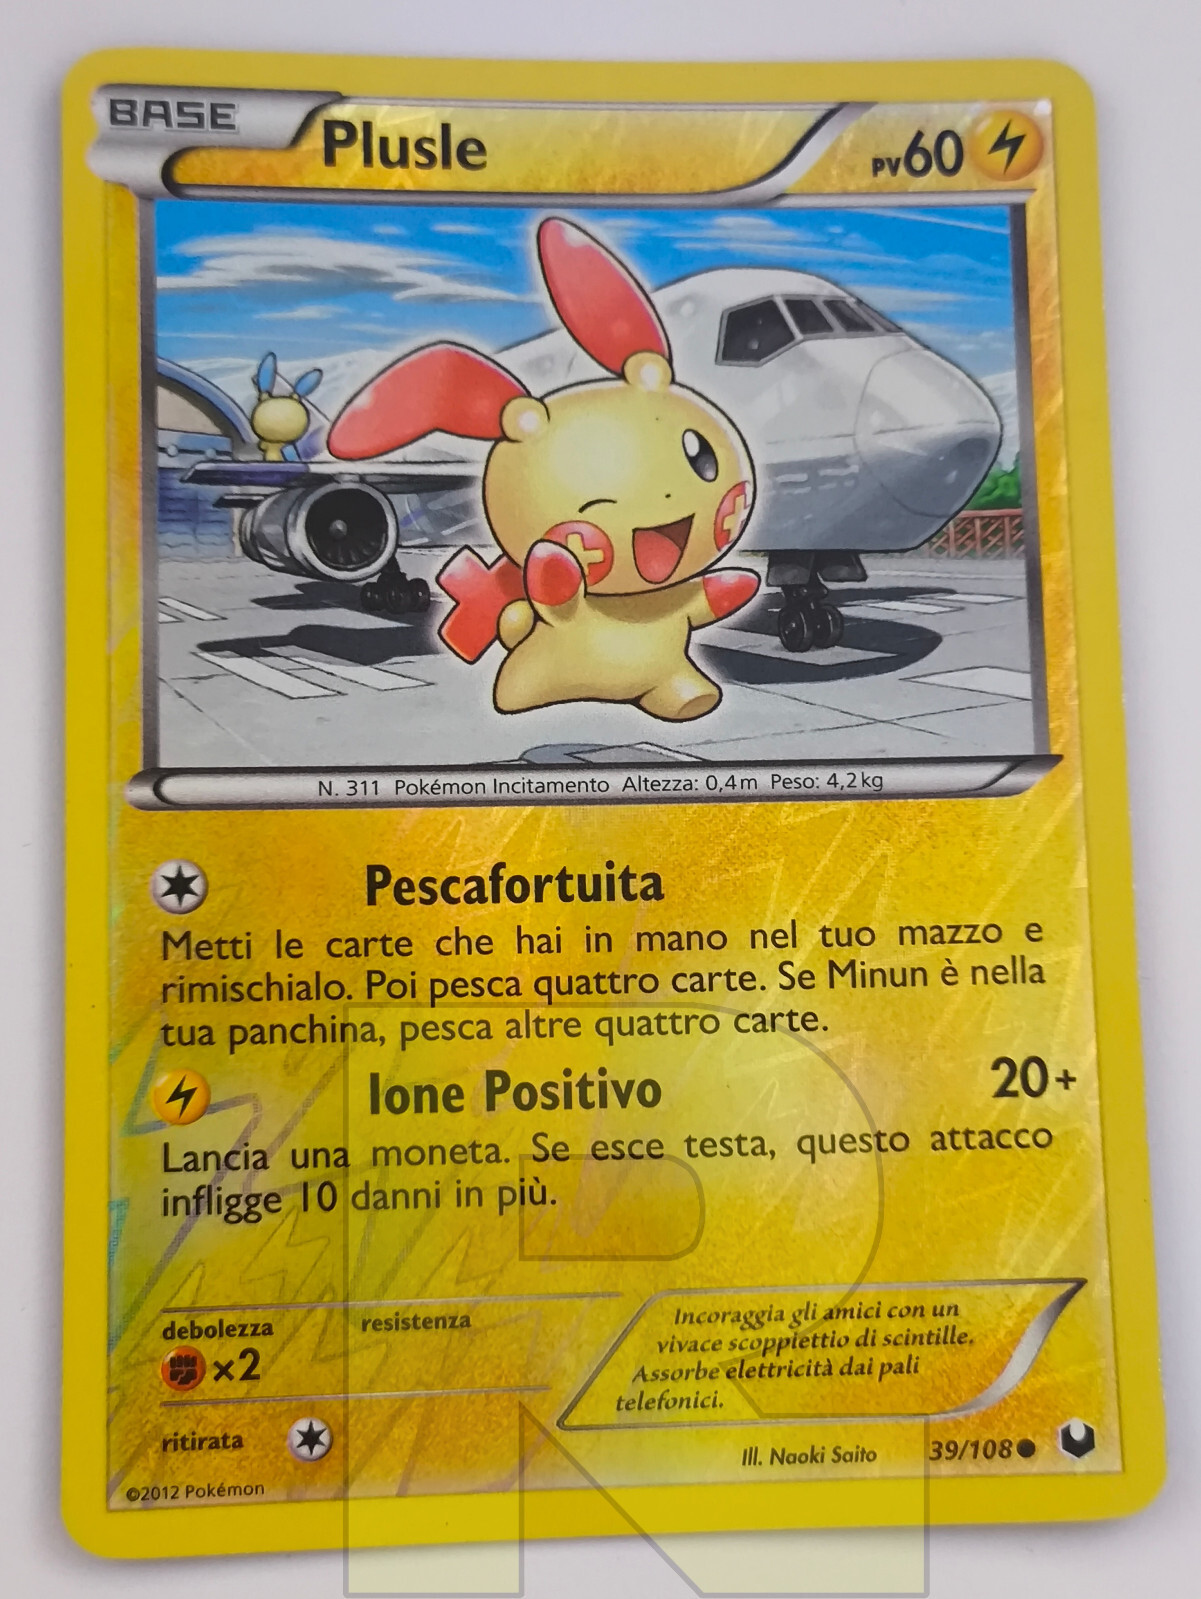 BASE
Plusle
PV60
N. 311 Pokémon Incitamento Altezza: 0,4m Peso: 4,2kg
Pescafortuita
Metti le carte che hai in mano nel tuo mazzo e
rimischialo. Poi pesca quattro carte. Se Minun è nella
tua panchina, pesca altre quattro carte.
Ione Positivo 20+
Lancia una moneta. Se esce testa, questo attacco
infligge 10 danni in più.
debolezza resistenza
×2
ritirata
Incoraggia gli amici con un
vivace scoppiettio di scintille.
Assorbe elettricità dai pali
telefonici.
Ill. Naoki Saito 39/108
©2012 Pokémon
R